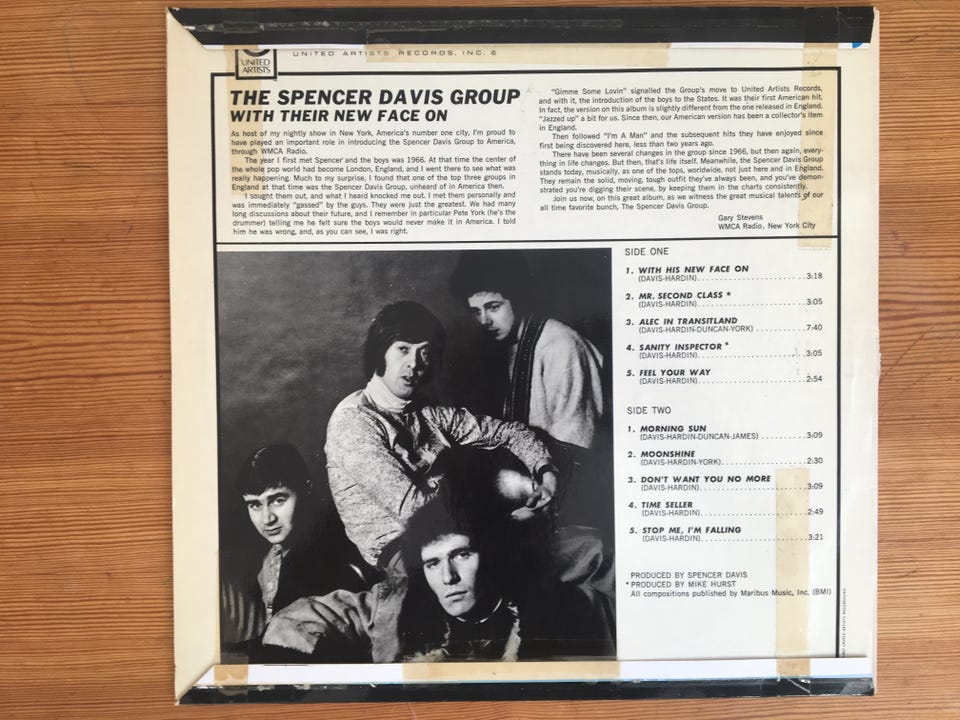 UNITED ARTISTS RECORDS, INC.
UNITED
ARTISTS
THE SPENCER DAVIS GROUP
WITH THEIR NEW FACE ON
As host of my nightly show in New York, America's number one city, I'm proud to
have played an important role in introducing the Spencer Davis Group to America,
through WMCA Radio.
The year I first met Spencer and the boys was 1966. At that time the center of
the whole pop world had become London, England, and I went there to see what was
really happening. Much to my surprise, I found that one of the top three groups in
England at that time was the Spencer Davis Group, unheard of in America then.
I sought them out, and what I heard knocked me out. I met them personally and
was immediately "gassed" by the guys. They were just the greatest. We had many
long discussions about their future, and I remember in particular Pete York (he's the
drummer) telling me he felt sure the boys would never make it in America. I told
him he was wrong, and, as you can see, I was right.
"Gimme Some Lovin" signalled the Group's move to United Artists Records,
and with it, the introduction of the boys to the States. It was their first American hit.
In fact, the version on this album is slightly different from the one released in England.
"Jazzed up" a bit for us. Since then, our American version has been a collector's item
in England.
Then followed "I'm A Man" and the subsequent hits they have enjoyed since
first being discovered here, less than two years ago.
There have been several changes in the group since 1966, but then again, every-
thing in life changes. But then, that's life itself. Meanwhile, the Spencer Davis Group
stands today, musically, as one of the tops, worldwide, not just here and in England.
They remain the solid, moving, tough outfit they've always been, and you've demon-
strated you're digging their scene, by keeping them in the charts consistently.
Join us now, on this great album, as we witness the great musical talents of our
all time favorite bunch, The Spencer Davis Group.
Gary Stevens
WMCA Radio, New York City
SIDE ONE
1. WITH HIS NEW FACE ON
(DAVIS-HARDIN) 3:18
2. MR. SECOND CLASS *
(DAVIS-HARDIN) 3:05
3. ALEC IN TRANSITLAND
(DAVIS-HARDIN-DUNCAN-YORK) 7:40
4. SANITY INSPECTOR *
(DAVIS-HARDIN) 3:05
5. FEEL YOUR WAY
(DAVIS-HARDIN) 2:54
SIDE TWO
1. MORNING SUN
(DAVIS-HARDIN-DUNCAN-JAMES) 3:09
2. MOONSHINE
(DAVIS-HARDIN-YORK) 2:30
3. DON'T WANT YOU NO MORE
(DAVIS-HARDIN) 3:09
4. TIME SELLER
(DAVIS-HARDIN) 2:49
5. STOP ME, I'M FALLING
(DAVIS-HARDIN) 3:21
PRODUCED BY SPENCER DAVIS
* PRODUCED BY MIKE HURST
All compositions published by Maribus Music, Inc. (BMI)